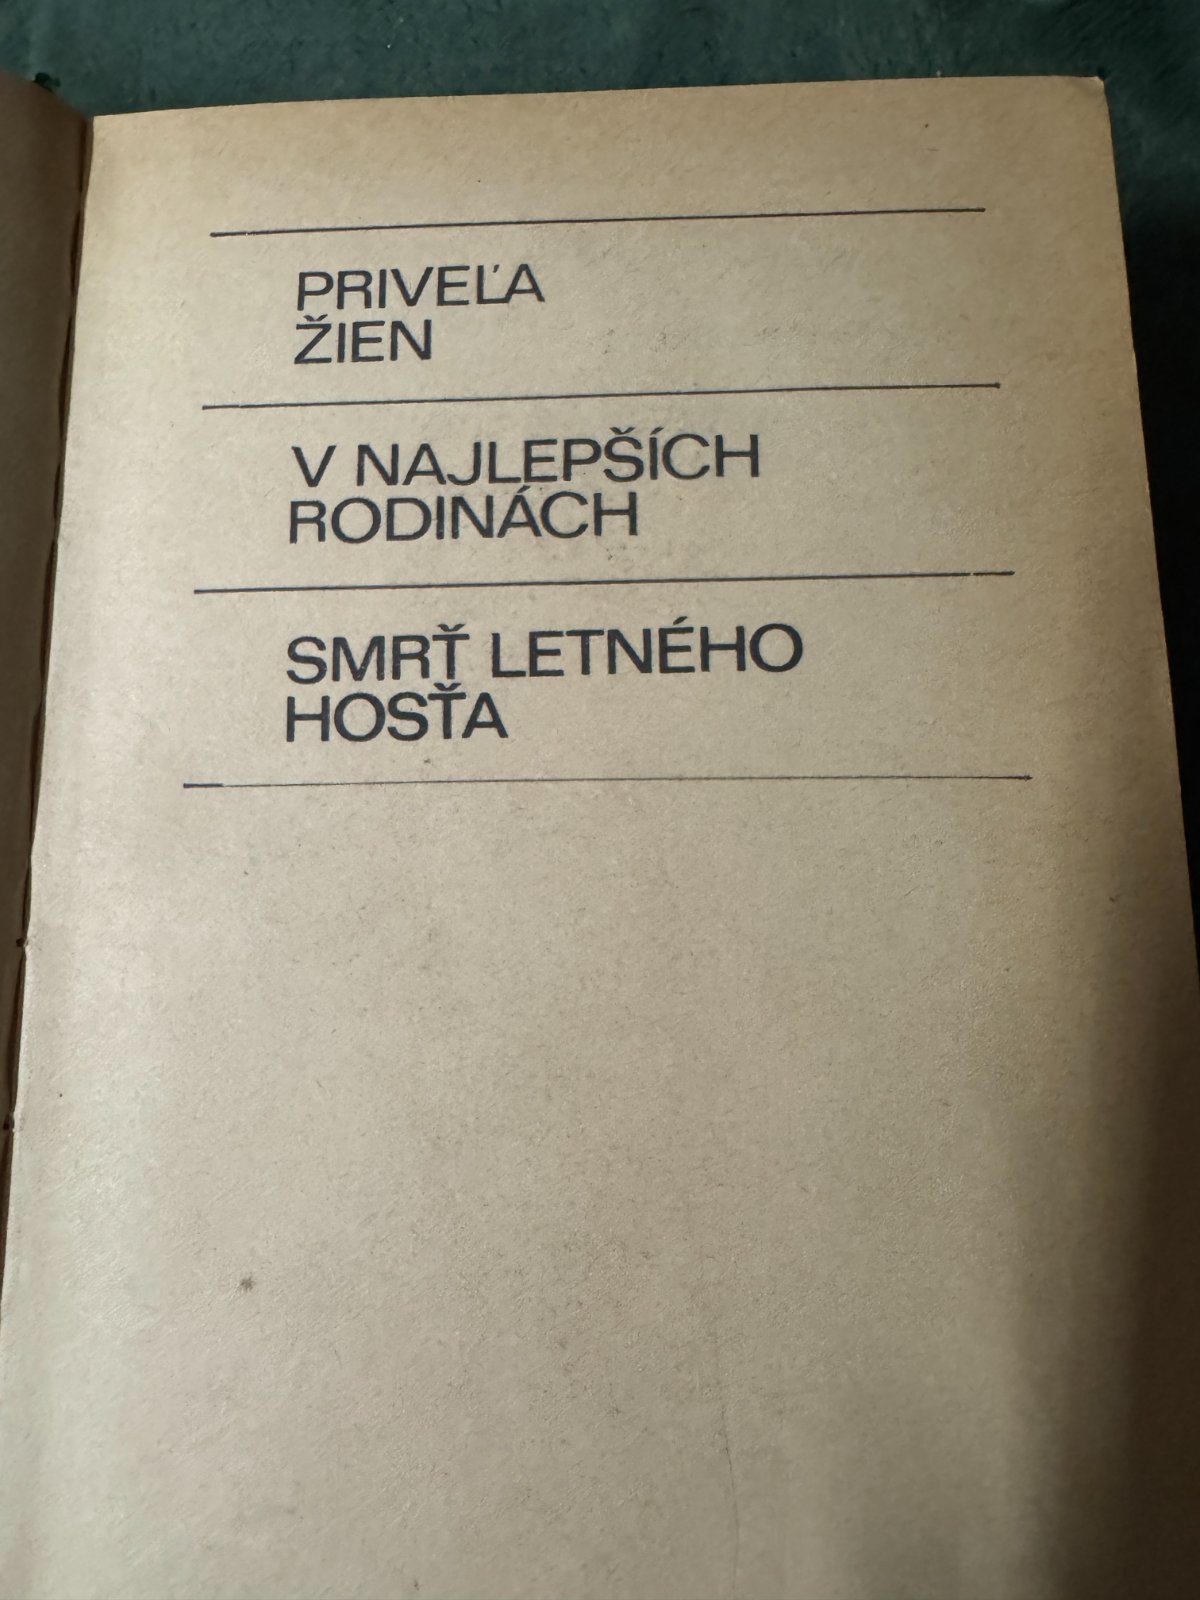 PRIVEĽA
ŽIEN
V NAJLEPŠÍCH
RODINÁCH
SMRŤ LETNÉHO
HOSŤA